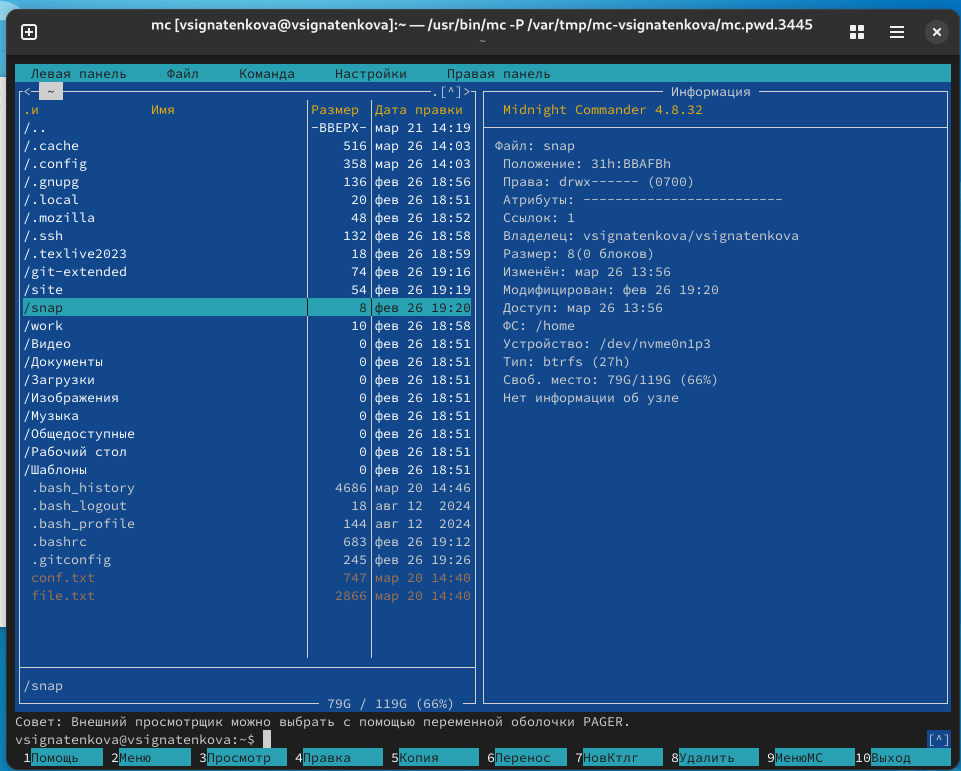 mc [vsignatenkova@vsignatenkova]:~ — /usr/bin/mc -P /var/tmp/mc-vsignatenkova/mc.pwd.3445
~
Левая панель Файл Команда Настройки Правая панель
<— ~ .[^]>
.и Имя Размер Дата правки
/.. -ВВЕРХ- мар 21 14:19
/.cache 516 мар 26 14:03
/.config 358 мар 26 14:03
/.gnupg 136 фев 26 18:56
/.local 20 фев 26 18:51
/.mozilla 48 фев 26 18:52
/.ssh 132 фев 26 18:58
/.texlive2023 18 фев 26 18:59
/git-extended 74 фев 26 19:16
/site 54 фев 26 19:19
/snap 8 фев 26 19:20
/work 10 фев 26 18:58
/Видео 0 фев 26 18:51
/Документы 0 фев 26 18:51
/Загрузки 0 фев 26 18:51
/Изображения 0 фев 26 18:51
/Музыка 0 фев 26 18:51
/Общедоступные 0 фев 26 18:51
/Рабочий стол 0 фев 26 18:51
/Шаблоны 0 фев 26 18:51
.bash_history 4686 мар 20 14:46
.bash_logout 18 авг 12 2024
.bash_profile 144 авг 12 2024
.bashrc 683 фев 26 19:12
.gitconfig 245 фев 26 19:26
conf.txt 747 мар 20 14:40
file.txt 2866 мар 20 14:40
/snap
79G / 119G (66%)
Информация
Midnight Commander 4.8.32
Файл: snap
Положение: 31h:BBAFBh
Права: drwx------ (0700)
Атрибуты: -------------------------
Ссылок: 1
Владелец: vsignatenkova/vsignatenkova
Размер: 8(0 блоков)
Изменён: мар 26 13:56
Модифицирован: фев 26 19:20
Доступ: мар 26 13:56
ФС: /home
Устройство: /dev/nvme0n1p3
Тип: btrfs (27h)
Своб. место: 79G/119G (66%)
Нет информации об узле
Совет: Внешний просмотрщик можно выбрать с помощью переменной оболочки PAGER.
vsignatenkova@vsignatenkova:~$ [^]
1Помощь 2Меню 3Просмотр 4Правка 5Копия 6Перенос 7НовКтлг 8Удалить 9МенюМС 10Выход